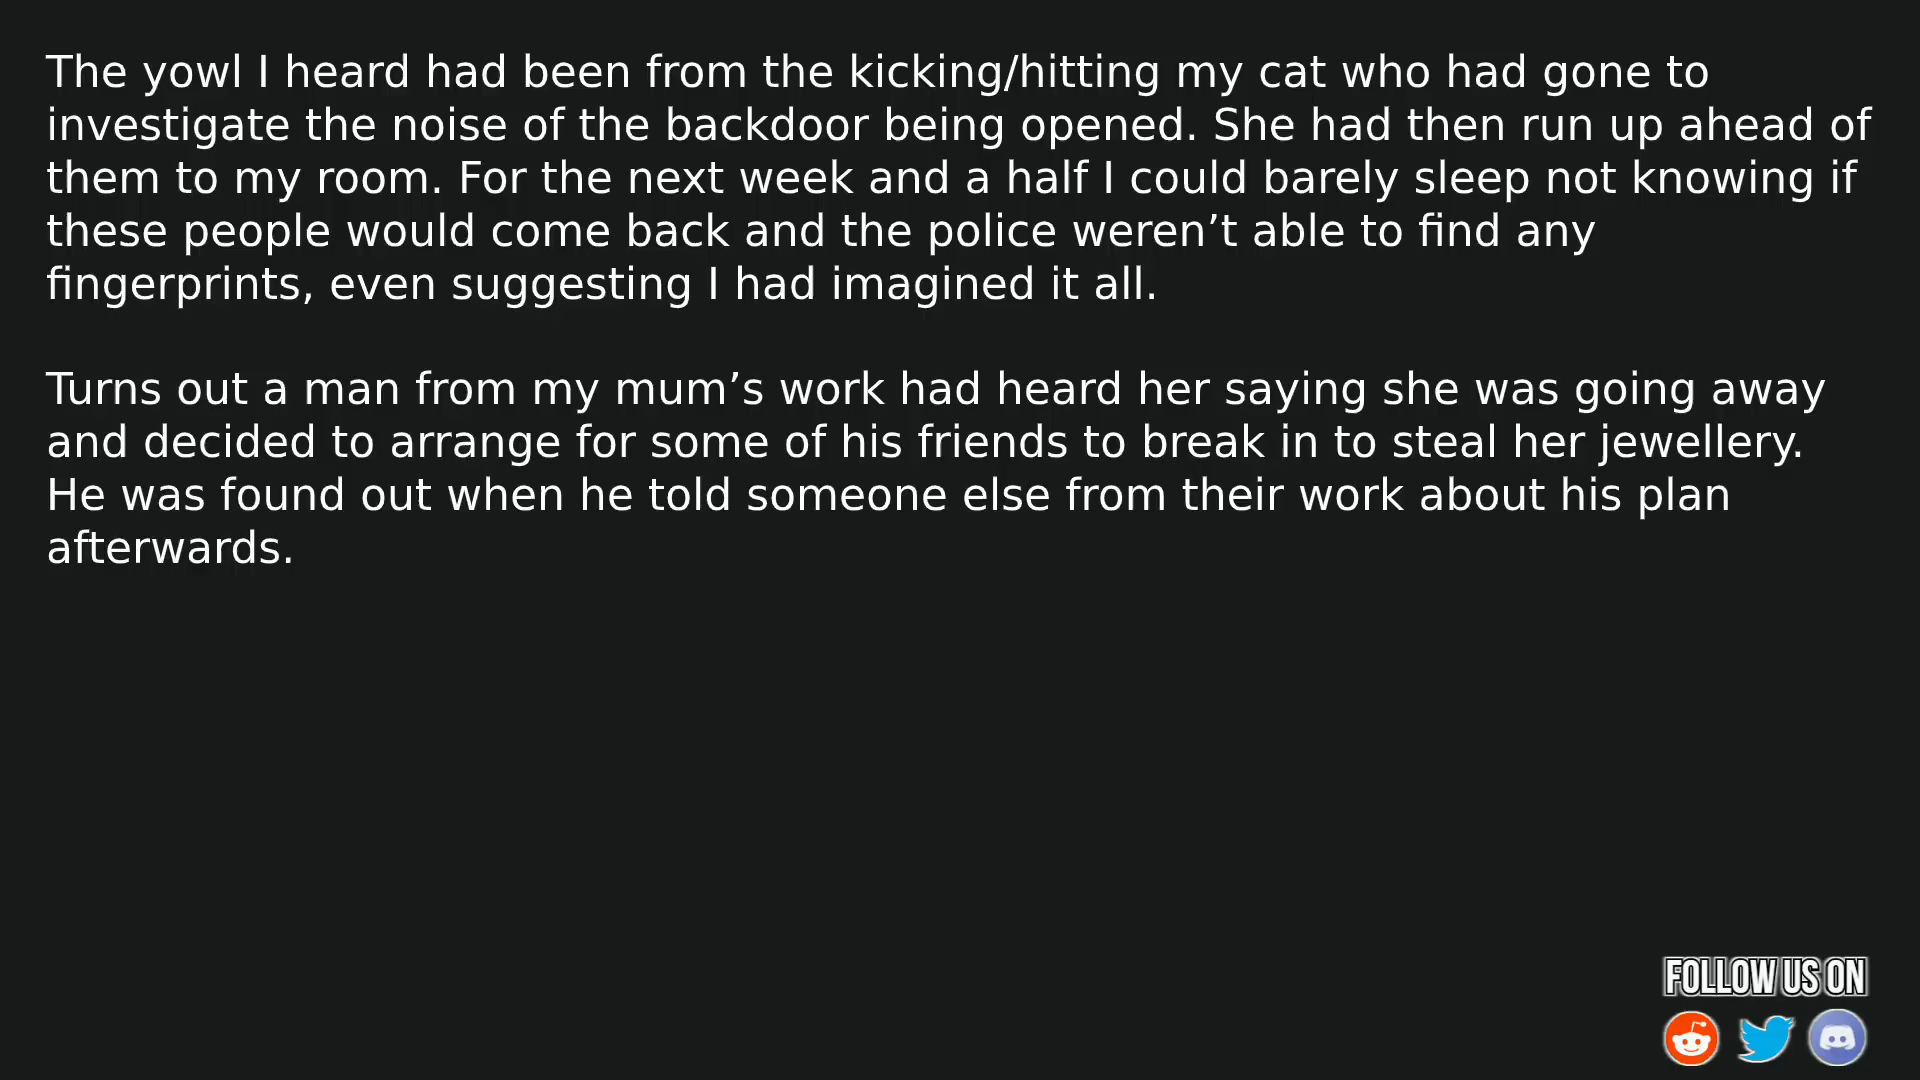 The yowl I heard had been from the kicking/hitting my cat who had gone to
investigate the noise of the backdoor being opened. She had then run up ahead of
them to my room. For the next week and a half I could barely sleep not knowing if
these people would come back and the police weren’t able to find any
fingerprints, even suggesting I had imagined it all.
Turns out a man from my mum’s work had heard her saying she was going away
and decided to arrange for some of his friends to break in to steal her jewellery.
He was found out when he told someone else from their work about his plan
afterwards.
FOLLOW US ON